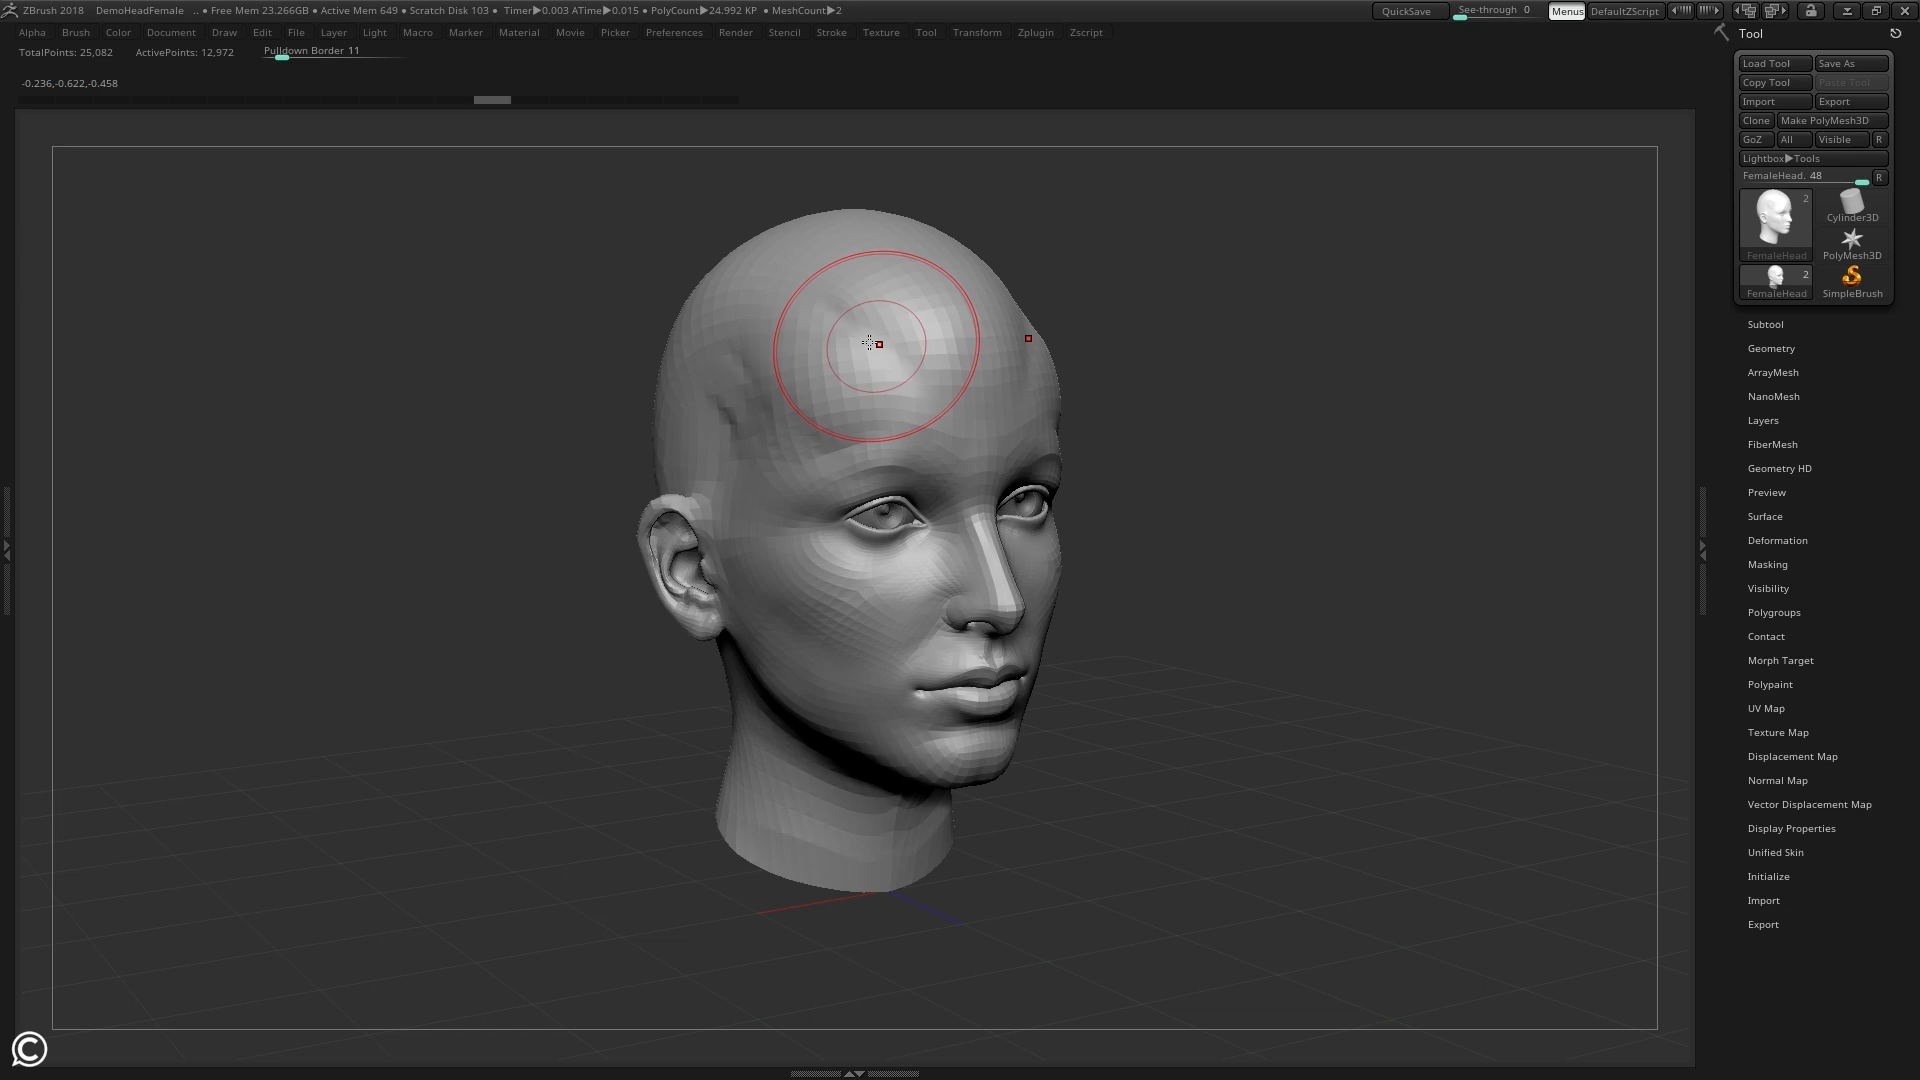 ZBrush 2018 DemoHeadFemale .. • Free Mem 23.266GB • Active Mem 649 • Scratch Disk 103 • Timer▶0.003 ATime▶0.015 • PolyCount▶24.992 KP • MeshCount▶2 QuickSave See-through 0 Menus DefaultZScript
Alpha Brush Color Document Draw Edit File Layer Light Macro Marker Material Movie Picker Preferences Render Stencil Stroke Texture Tool Transform Zplugin Zscript
TotalPoints: 25,082 ActivePoints: 12,972 Pulldown Border 11
-0.236,-0.622,-0.458
Tool
Load Tool Save As
Copy Tool Paste Tool
Import Export
Clone Make PolyMesh3D
GoZ All Visible R
Lightbox▶Tools
FemaleHead. 48 R
2
Cylinder3D
FemaleHead PolyMesh3D
2
FemaleHead SimpleBrush
Subtool
Geometry
ArrayMesh
NanoMesh
Layers
FiberMesh
Geometry HD
Preview
Surface
Deformation
Masking
Visibility
Polygroups
Contact
Morph Target
Polypaint
UV Map
Texture Map
Displacement Map
Normal Map
Vector Displacement Map
Display Properties
Unified Skin
Initialize
Import
Export